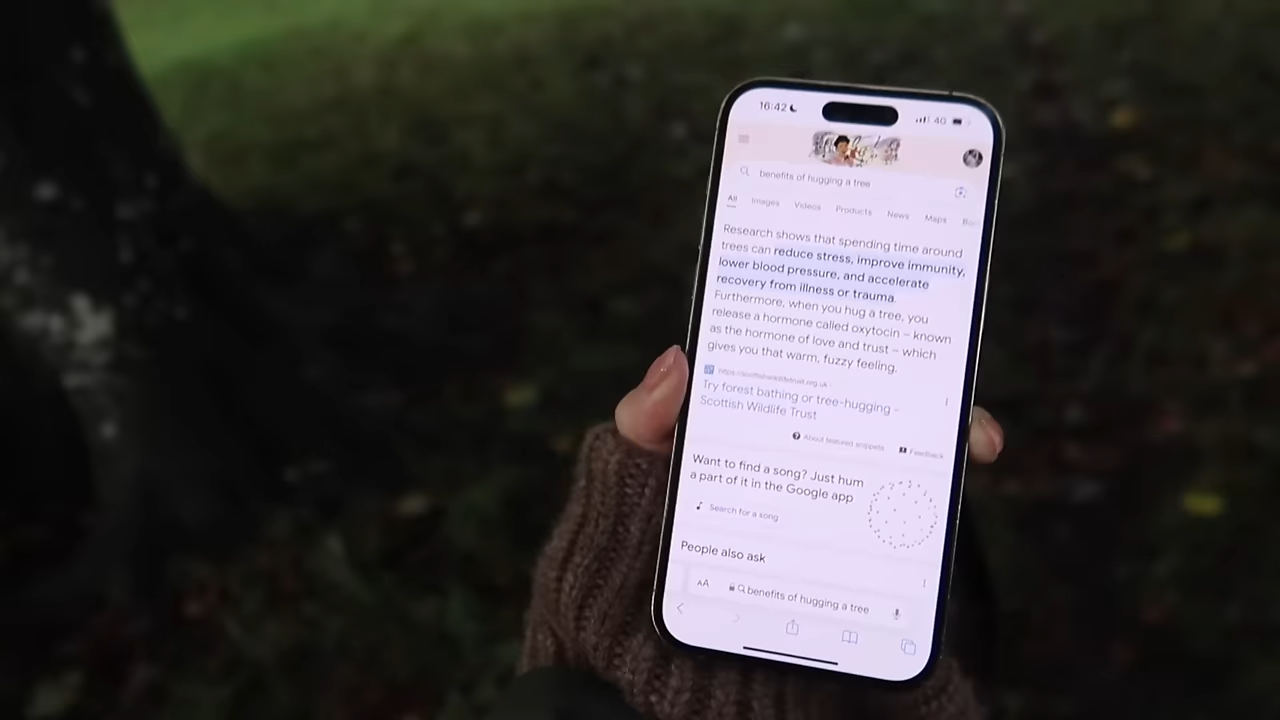 16:42
4G
benefits of hugging a tree
All Images Videos Products News Maps
Research shows that spending time around
trees can reduce stress, improve immunity,
lower blood pressure, and accelerate
recovery from illness or trauma.
Furthermore, when you hug a tree, you
release a hormone called oxytocin – known
as the hormone of love and trust – which
gives you that warm, fuzzy feeling.
https://scottishwildlifetrust.org.uk ›
Try forest bathing or tree-hugging -
Scottish Wildlife Trust
About featured snippets Feedback
Want to find a song? Just hum
a part of it in the Google app
Search for a song
People also ask
AA benefits of hugging a tree